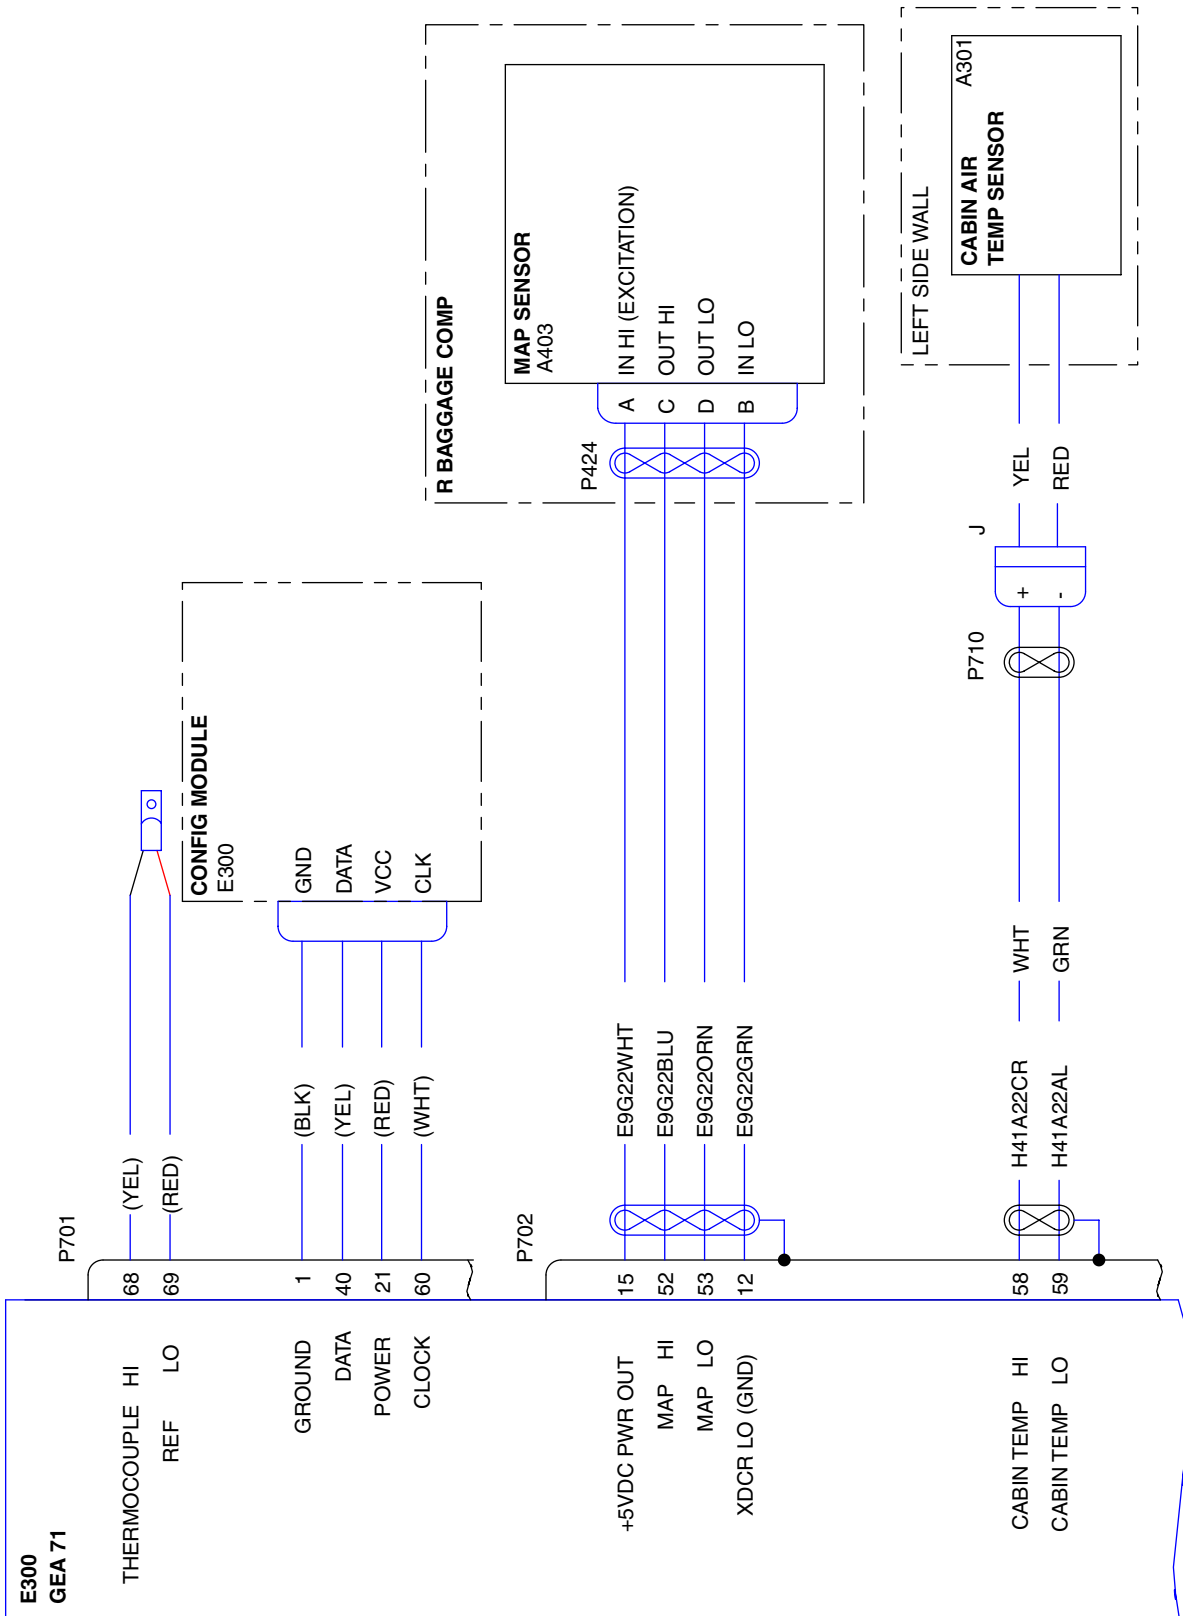 E300
GEA 71
P701
THERMOCOUPLE HI 68 (YEL)
REF LO 69 (RED)
GROUND 1 (BLK) GND
DATA 40 (YEL) DATA
POWER 21 (RED) VCC
CLOCK 60 (WHT) CLK
CONFIG MODULE
E300
P702
+5VDC PWR OUT 15 E9G22WHT A IN HI (EXCITATION)
MAP HI 52 E9G22BLU C OUT HI
MAP LO 53 E9G22ORN D OUT LO
XDCR LO (GND) 12 E9G22GRN B IN LO
P424
R BAGGAGE COMP
MAP SENSOR
A403
CABIN TEMP HI 58 H41A22CR WHT + YEL
CABIN TEMP LO 59 H41A22AL GRN - RED
P710
J
LEFT SIDE WALL
CABIN AIR
TEMP SENSOR
A301